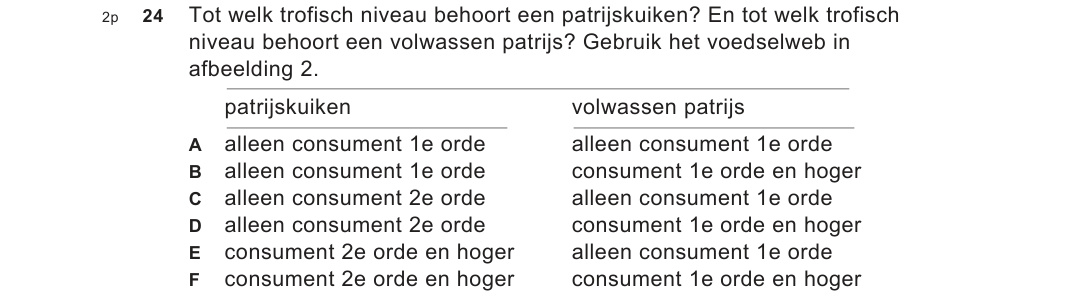 2p 24 Tot welk trofisch niveau behoort een patrijskuiken? En tot welk trofisch
niveau behoort een volwassen patrijs? Gebruik het voedselweb in
afbeelding 2.
patrijskuiken volwassen patrijs
A alleen consument 1e orde alleen consument 1e orde
B alleen consument 1e orde consument 1e orde en hoger
C alleen consument 2e orde alleen consument 1e orde
D alleen consument 2e orde consument 1e orde en hoger
E consument 2e orde en hoger alleen consument 1e orde
F consument 2e orde en hoger consument 1e orde en hoger